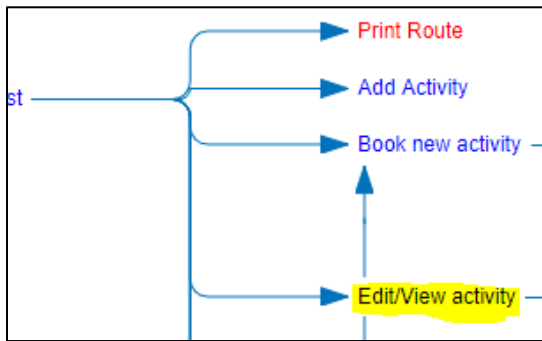 Print Route
st
Add Activity
Book new activity
Edit/View activity